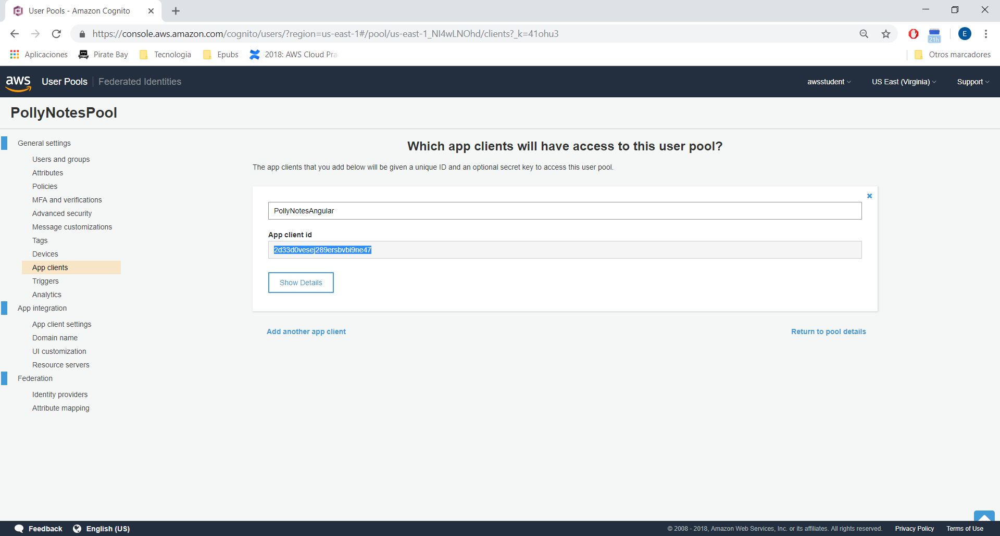 User Pools - Amazon Cognito
https://console.aws.amazon.com/cognito/users/?region=us-east-1#/pool/us-east-1_NI4wLNOhd/clients?_k=41ohu3
21h
E
Aplicaciones
Pirate Bay
Tecnologia
Epubs
2018: AWS Cloud Pra
Otros marcadores
aws
User Pools
Federated Identities
awsstudent
US East (Virginia)
Support
PollyNotesPool
General settings
Users and groups
Attributes
Policies
MFA and verifications
Advanced security
Message customizations
Tags
Devices
App clients
Triggers
Analytics
App integration
App client settings
Domain name
UI customization
Resource servers
Federation
Identity providers
Attribute mapping
Which app clients will have access to this user pool?
The app clients that you add below will be given a unique ID and an optional secret key to access this user pool.
PollyNotesAngular
App client id
2d33d0vesej289ersbvbi9ne47
Show Details
Add another app client
Return to pool details
Feedback
English (US)
© 2008 - 2018, Amazon Web Services, Inc. or its affiliates. All rights reserved.
Privacy Policy
Terms of Use